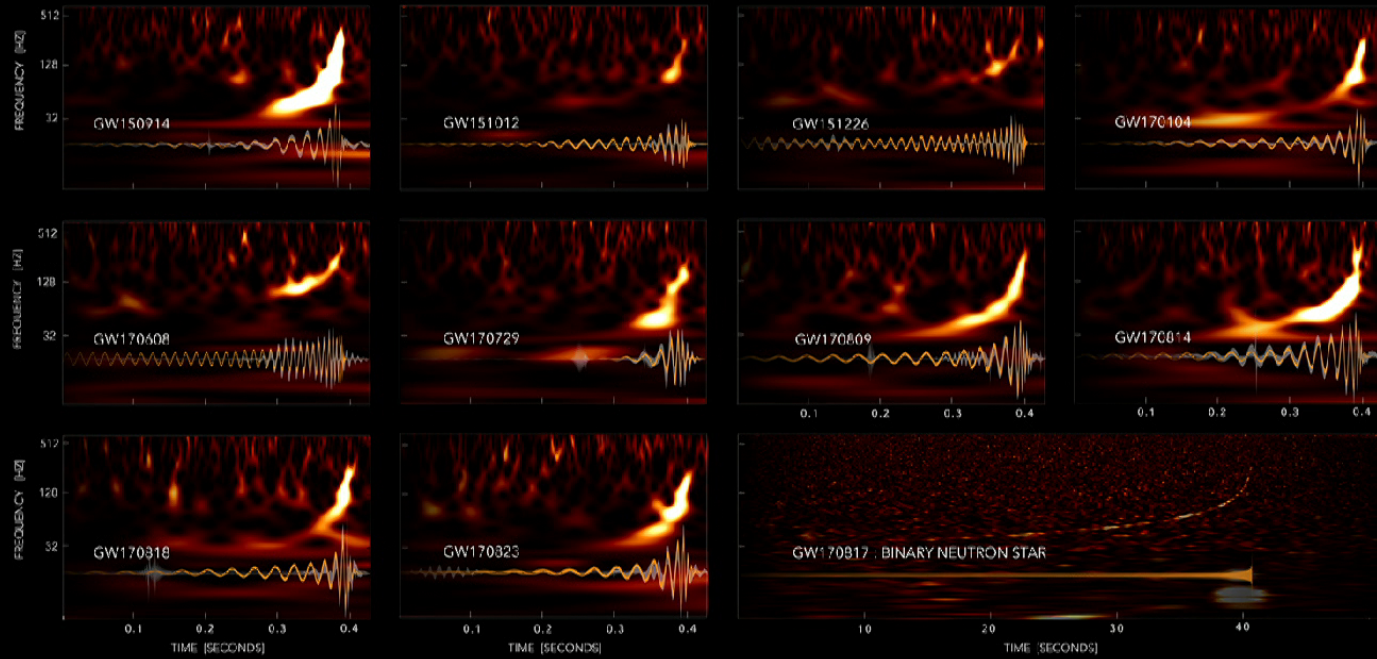 FREQUENCY [HZ]
512
128
32
GW150914
GW151012
GW151226
GW170104
FREQUENCY [HZ]
512
128
32
GW170608
GW170729
GW170809
0.1 0.2 0.3 0.4
GW170814
0.1 0.2 0.3 0.4
FREQUENCY [HZ]
512
120
32
GW170818
0.1 0.2 0.3 0.4
TIME [SECONDS]
GW170823
0.1 0.2 0.3 0.4
TIME [SECONDS]
GW170817 : BINARY NEUTRON STAR
10 20 30 40
TIME [SECONDS]